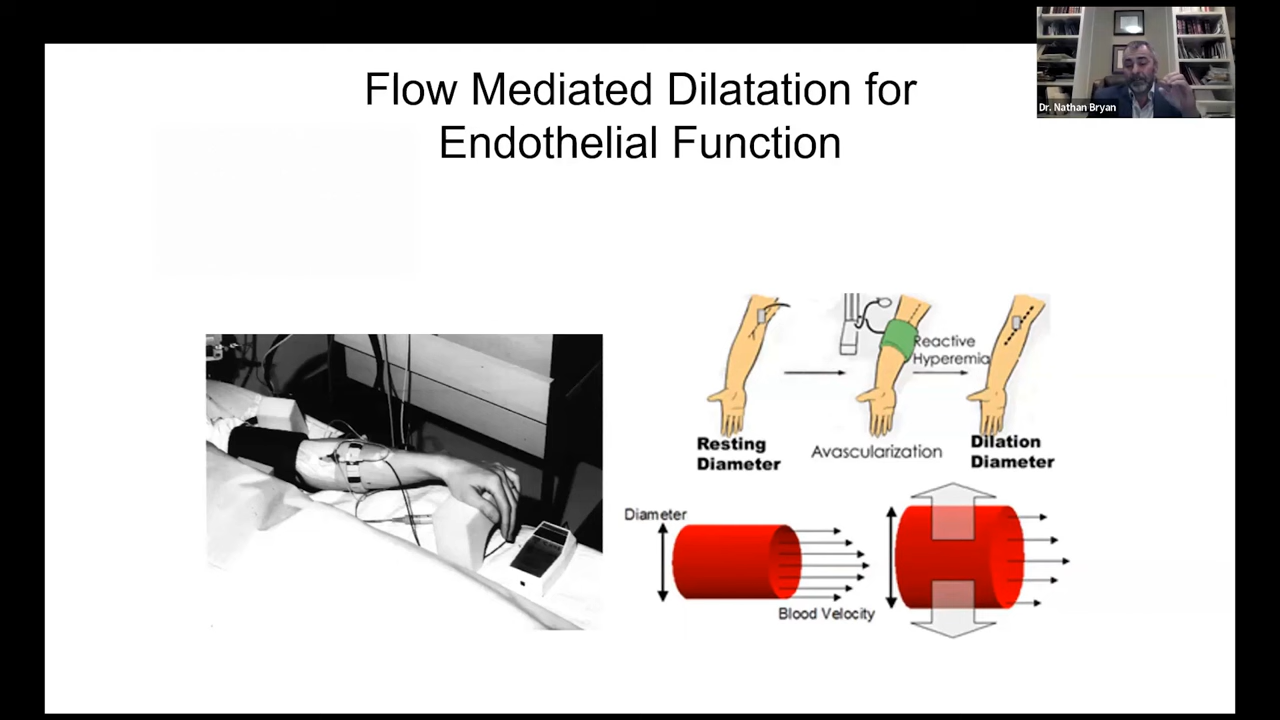 Flow Mediated Dilatation for
Endothelial Function
Dr. Nathan Bryan
Reactive
Hyperemia
Resting
Diameter
Avascularization
Dilation
Diameter
Diameter
Blood Velocity